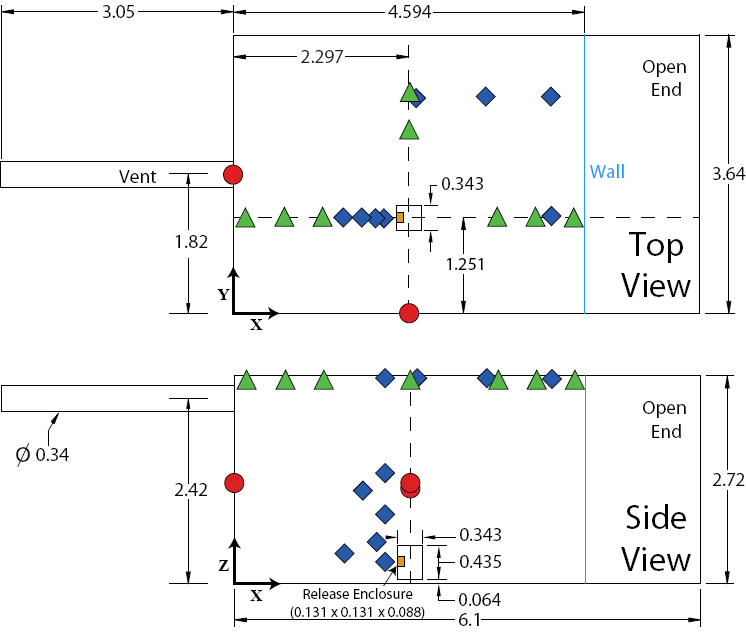 3.05
4.594
2.297
Open
End
Vent
Wall
0.343
3.64
1.82
1.251
Top
View
Y
X
Open
End
Ø 0.34
2.42
2.72
Side
View
0.343
0.435
0.064
Z
X
Release Enclosure
(0.131 x 0.131 x 0.088)
6.1